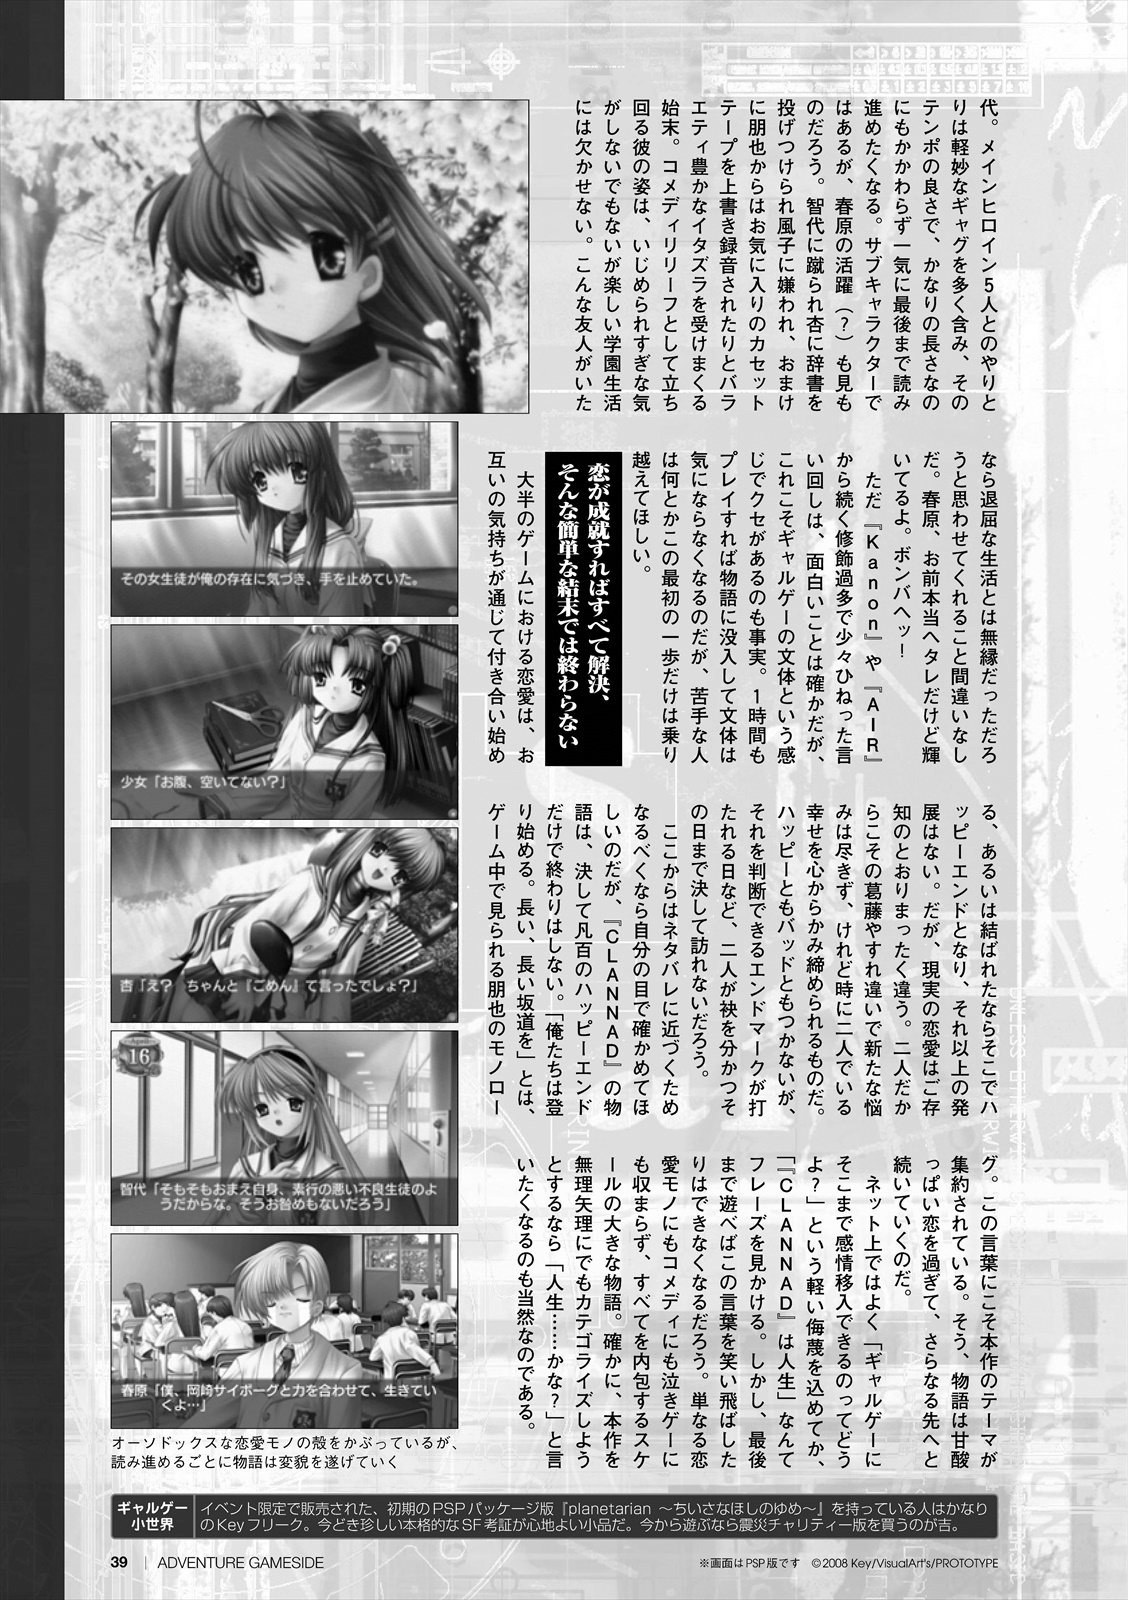 代。メインヒロイン5人とのやりと
りは軽妙なギャグを多く含み、その
テンポの良さで、かなりの長さなの
にもかかわらず一気に最後まで読み
進めたくなる。サブキャラクターで
はあるが、春原の活躍(?)も見も
のだろう。智代に蹴られ杏に辞書を
投げつけられ風子に嫌われ、おまけ
に朋也からはお気に入りのカセット
テープを上書き録音されたりとバラ
エティ豊かなイタズラを受けまくる
始末。コメディリリーフとして立ち
回る彼の姿は、いじめられすぎな気
がしないでもないが楽しい学園生活
には欠かせない。こんな友人がいた
なら退屈な生活とは無縁だっただろ
うと思わせてくれること間違いなし
だ。春原、お前本当ヘタレだけど輝
いてるよ。ボンバヘッ!
ただ『Kanon』や『AIR』
から続く修飾過多で少々ひねった言
い回しは、面白いことは確かだが、
これこそギャルゲーの文体という感
じでクセがあるのも事実。1時間も
プレイすれば物語に没入して文体は
気にならなくなるのだが、苦手な人
は何とかこの最初の一歩だけは乗り
越えてほしい。
恋が成就すればすべて解決、
そんな簡単な結末では終わらない
大半のゲームにおける恋愛は、お
互いの気持ちが通じて付き合い始め
る、あるいは結ばれたならそこでハ
ッピーエンドとなり、それ以上の発
展はない。だが、現実の恋愛はご存
知のとおりまったく違う。二人だか
らこその葛藤やすれ違いで新たな悩
みは尽きず、けれど時に二人でいる
幸せを心からかみ締められるものだ。
ハッピーともバッドともつかないが、
それを判断できるエンドマークが打
たれる日など、二人が袂を分かつそ
の日まで決して訪れないだろう。
ここからはネタバレに近づくため
なるべくなら自分の目で確かめてほ
しいのだが、『CLANNAD』の物
語は、決して凡百のハッピーエンド
だけで終わりはしない。「俺たちは登
り始める。長い、長い坂道を」とは、
ゲーム中で見られる朋也のモノロー
グ。この言葉にこそ本作のテーマが
集約されている。そう、物語は甘酸
っぱい恋を過ぎて、さらなる先へと
続いていくのだ。
ネット上ではよく「ギャルゲーに
そこまで感情移入できるのってどう
よ?」という軽い侮蔑を込めてか、
「『CLANNAD』は人生」なんて
フレーズを見かける。しかし、最後
まで遊べばこの言葉を笑い飛ばした
りはできなくなるだろう。単なる恋
愛モノにもコメディにも泣きゲーに
も収まらず、すべてを内包するスケ
ールの大きな物語。確かに、本作を
無理矢理にでもカテゴライズしよう
とするなら「人生……かな?」と言
いたくなるのも当然なのである。
その女生徒が俺の存在に気づき、手を止めていた。
少女「お腹、空いてない?」
杏「え? ちゃんと『ごめん』て言ったでしょ?」
April
16
智代「そもそもおまえ自身、素行の悪い不良生徒のよ
うだからな。そうお咎めもないだろう」
春原「僕、岡崎サイボーグと力を合わせて、生きてい
くよ…」
オーソドックスな恋愛モノの殻をかぶっているが、
読み進めるごとに物語は変貌を遂げていく
ギャルゲー
小世界
イベント限定で販売された、初期のPSPパッケージ版『planetarian ～ちいさなほしのゆめ～』を持っている人はかなり
のKeyフリーク。今どき珍しい本格的なSF考証が心地よい小品だ。今から遊ぶなら震災チャリティー版を買うのが吉。
39 | ADVENTURE GAMESIDE
※画面はPSP版です ©2008 Key/VisualArt's/PROTOTYPE